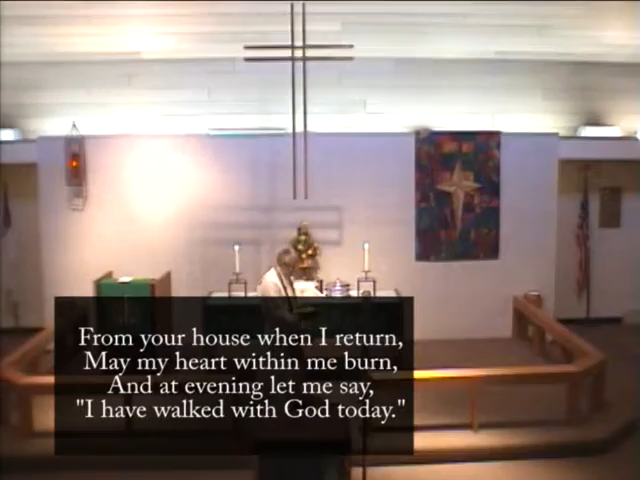 From your house when I return,
May my heart within me burn,
And at evening let me say,
"I have walked with God today."